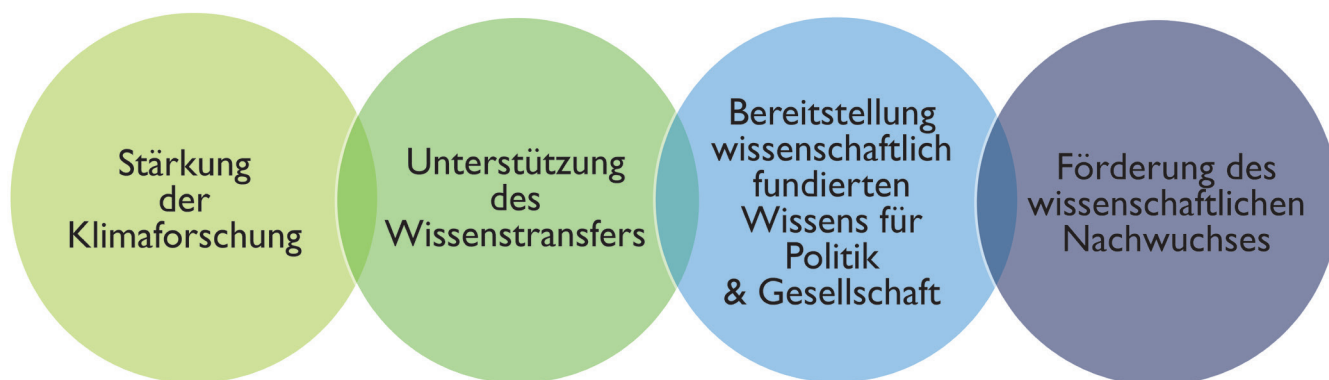 Stärkung
der
Klimaforschung
Unterstützung
des
Wissenstransfers
Bereitstellung
wissenschaftlich
fundierten
Wissens für
Politik
& Gesellschaft
Förderung des
wissenschaftlichen
Nachwuchses